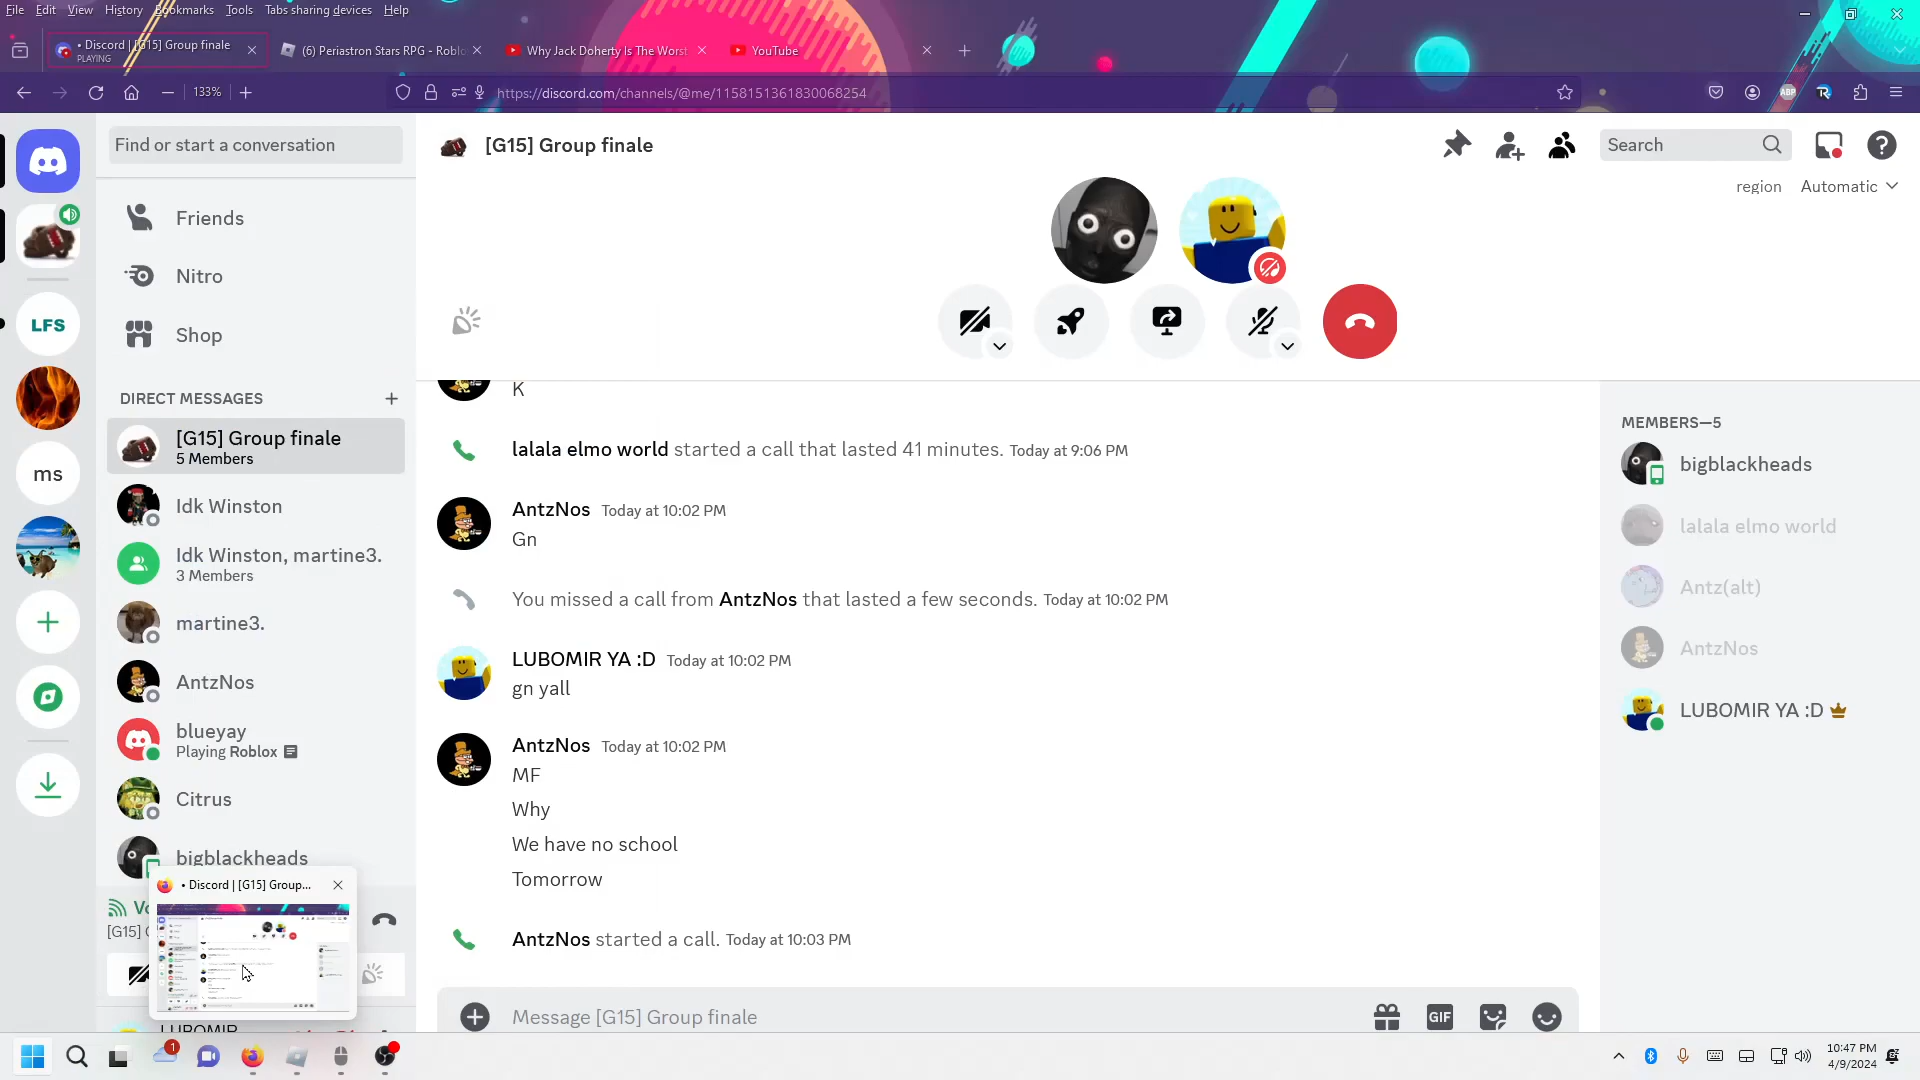 File Edit View History Bookmarks Tools Tabs sharing devices Help
• Discord | [G15] Group finale
PLAYING
(6) Periastron Stars RPG - Roblo
Why Jack Doherty Is The Worst
YouTube
133%
https://discord.com/channels/@me/1158151361830068254
ABP
Find or start a conversation
[G15] Group finale
Search
region Automatic
Friends
Nitro
Shop
LFS
ms
DIRECT MESSAGES
[G15] Group finale
5 Members
Idk Winston
Idk Winston, martine3.
3 Members
martine3.
AntzNos
blueyay
Playing Roblox
Citrus
bigblackheads
• Discord | [G15] Group...
Vo
[G15] G
LUBOMIR
K
lalala elmo world started a call that lasted 41 minutes. Today at 9:06 PM
AntzNos Today at 10:02 PM
Gn
You missed a call from AntzNos that lasted a few seconds. Today at 10:02 PM
LUBOMIR YA :D Today at 10:02 PM
gn yall
AntzNos Today at 10:02 PM
MF
Why
We have no school
Tomorrow
AntzNos started a call. Today at 10:03 PM
Message [G15] Group finale
GIF
MEMBERS—5
bigblackheads
lalala elmo world
Antz(alt)
AntzNos
LUBOMIR YA :D
1
10:47 PM
4/9/2024